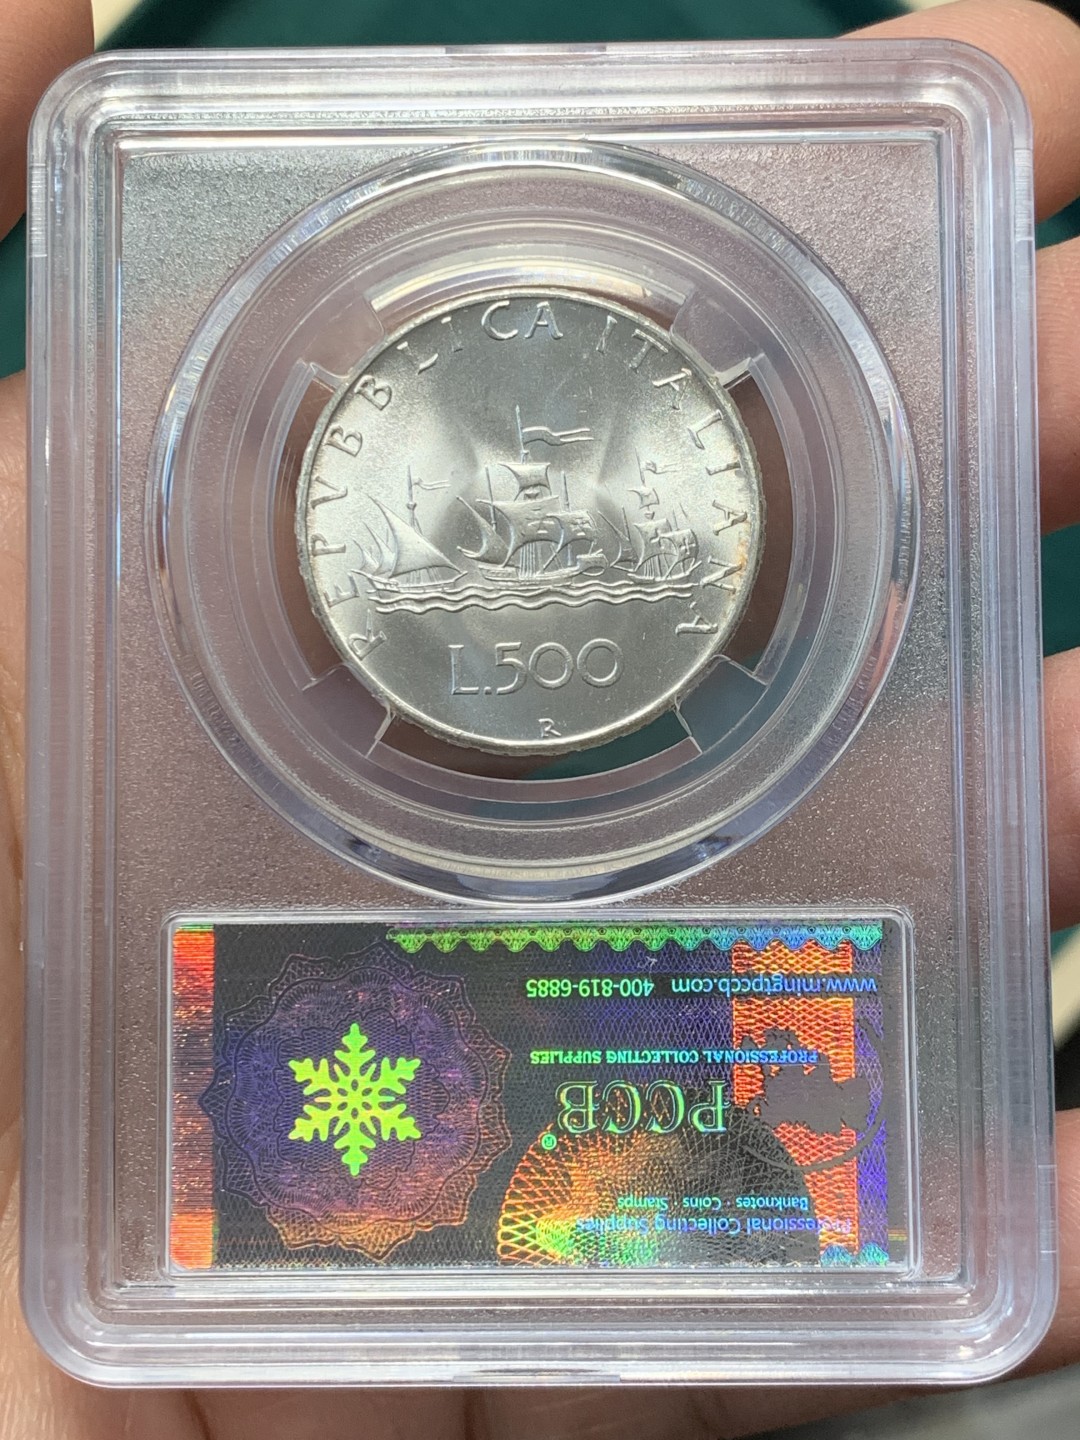 REPVBBLICA ITALIANA
L.500
R
Professional Collecting Supplies
Banknotes · Coins · Stamps
PCCB®
PROFESSIONAL COLLECTING SUPPLIES
www.mingtpccb.com 400-819-6885